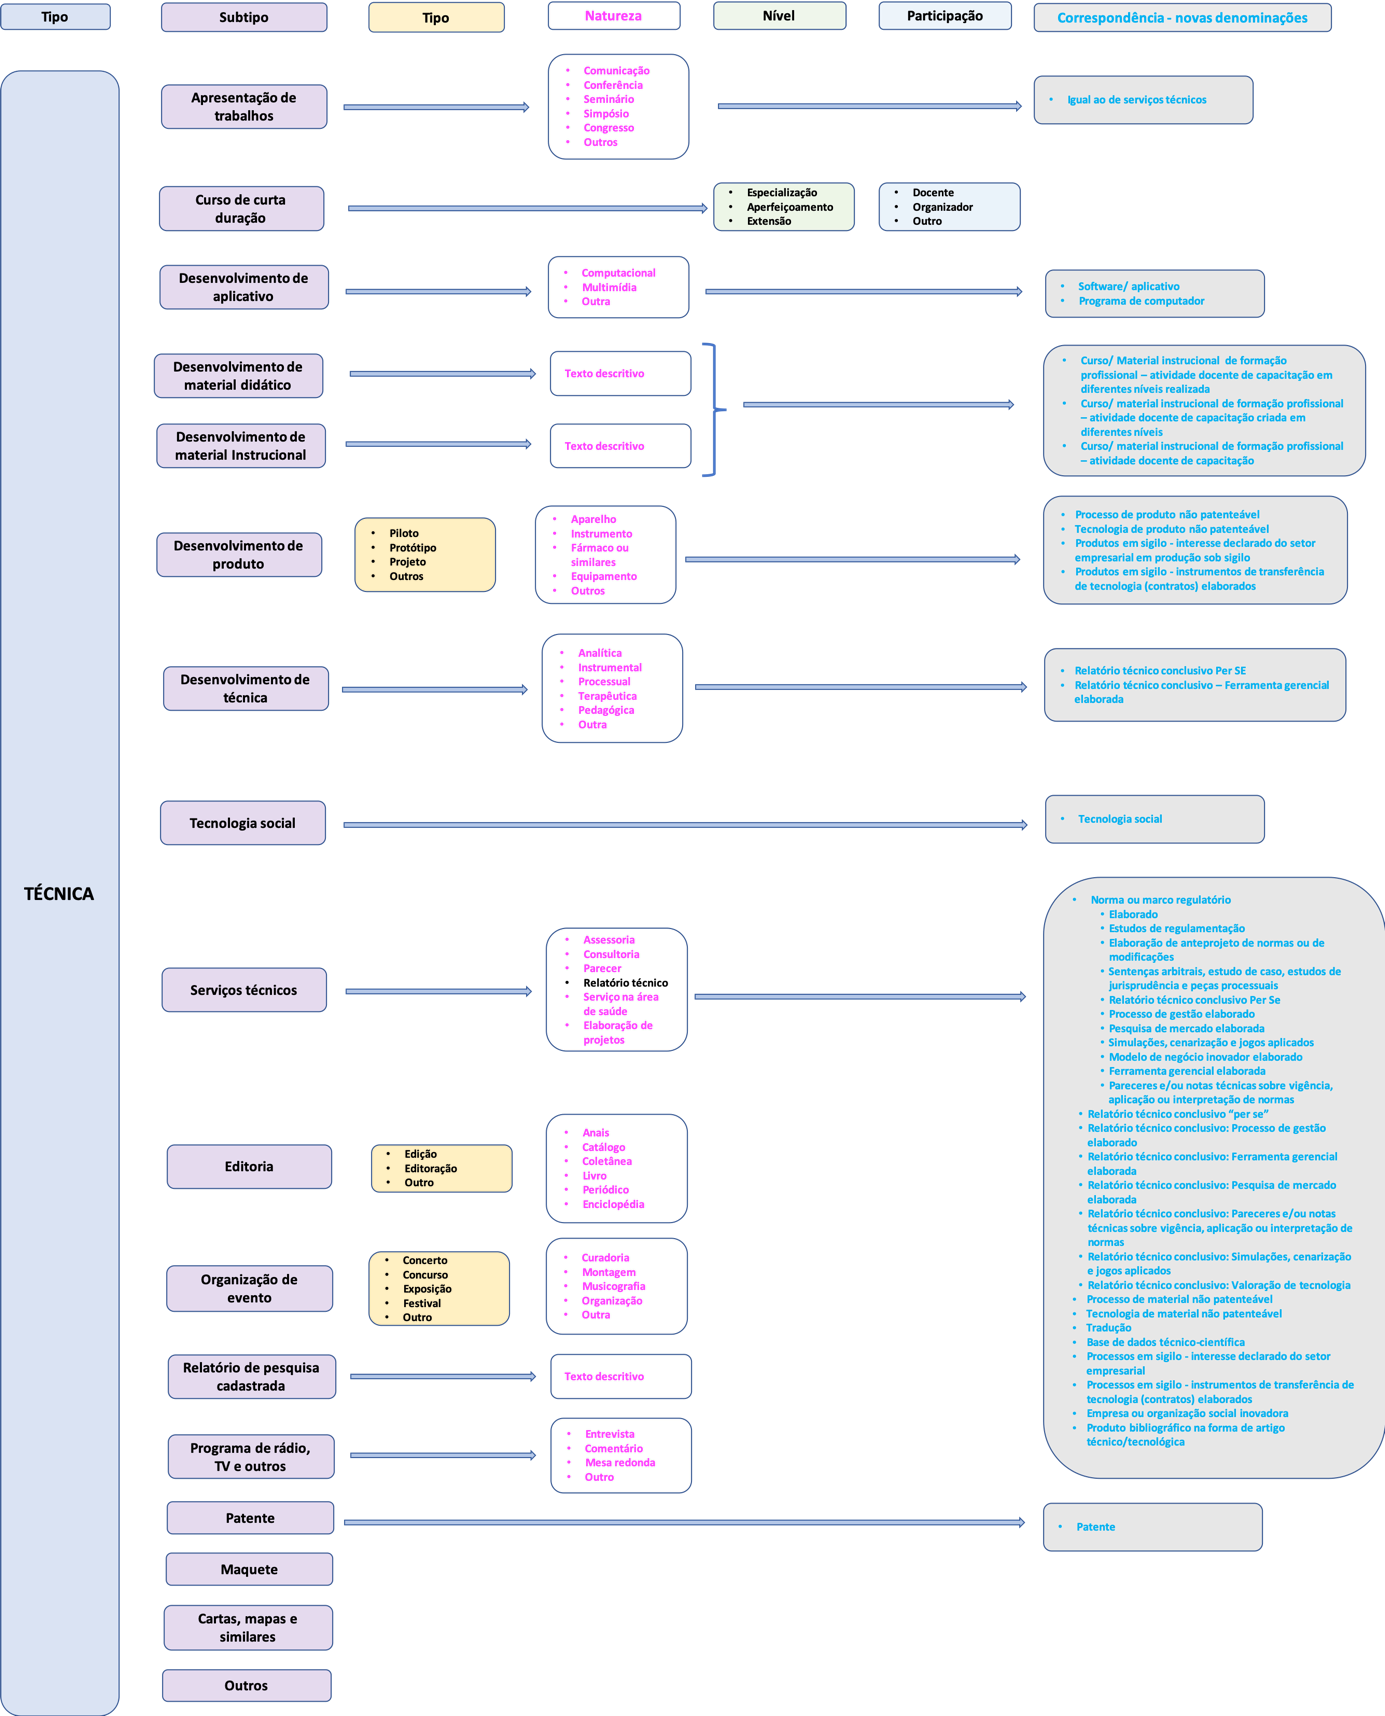 Tipo
Subtipo
Tipo
Natureza
Nível
Participação
Correspondência - novas denominações
TÉCNICA
Apresentação de
trabalhos
• Comunicação
• Conferência
• Seminário
• Simpósio
• Congresso
• Outros
• Igual ao de serviços técnicos
Curso de curta
duração
• Especialização
• Aperfeiçoamento
• Extensão
• Docente
• Organizador
• Outro
Desenvolvimento de
aplicativo
• Computacional
• Multimídia
• Outra
• Software/ aplicativo
• Programa de computador
Desenvolvimento de
material didático
Texto descritivo
Desenvolvimento de
material Instrucional
Texto descritivo
• Curso/ Material instrucional de formação
profissional – atividade docente de capacitação em
diferentes níveis realizada
• Curso/ material instrucional de formação profissional
– atividade docente de capacitação criada em
diferentes níveis
• Curso/ material instrucional de formação profissional
– atividade docente de capacitação
Desenvolvimento de
produto
• Piloto
• Protótipo
• Projeto
• Outros
• Aparelho
• Instrumento
• Fármaco ou
similares
• Equipamento
• Outros
• Processo de produto não patenteável
• Tecnologia de produto não patenteável
• Produtos em sigilo - interesse declarado do setor
empresarial em produção sob sigilo
• Produtos em sigilo - instrumentos de transferência
de tecnologia (contratos) elaborados
Desenvolvimento de
técnica
• Analítica
• Instrumental
• Processual
• Terapêutica
• Pedagógica
• Outra
• Relatório técnico conclusivo Per SE
• Relatório técnico conclusivo – Ferramenta gerencial
elaborada
Tecnologia social
• Tecnologia social
Serviços técnicos
• Assessoria
• Consultoria
• Parecer
• Relatório técnico
• Serviço na área
de saúde
• Elaboração de
projetos
• Norma ou marco regulatório
• Elaborado
• Estudos de regulamentação
• Elaboração de anteprojeto de normas ou de
modificações
• Sentenças arbitrais, estudo de caso, estudos de
jurisprudência e peças processuais
• Relatório técnico conclusivo Per Se
• Processo de gestão elaborado
• Pesquisa de mercado elaborada
• Simulações, cenarização e jogos aplicados
• Modelo de negócio inovador elaborado
• Ferramenta gerencial elaborada
• Pareceres e/ou notas técnicas sobre vigência,
aplicação ou interpretação de normas
• Relatório técnico conclusivo “per se”
• Relatório técnico conclusivo: Processo de gestão
elaborado
• Relatório técnico conclusivo: Ferramenta gerencial
elaborada
• Relatório técnico conclusivo: Pesquisa de mercado
elaborada
• Relatório técnico conclusivo: Pareceres e/ou notas
técnicas sobre vigência, aplicação ou interpretação de
normas
• Relatório técnico conclusivo: Simulações, cenarização
e jogos aplicados
• Relatório técnico conclusivo: Valoração de tecnologia
• Processo de material não patenteável
• Tecnologia de material não patenteável
• Tradução
• Base de dados técnico-científica
• Processos em sigilo - interesse declarado do setor
empresarial
• Processos em sigilo - instrumentos de transferência de
tecnologia (contratos) elaborados
• Empresa ou organização social inovadora
• Produto bibliográfico na forma de artigo
técnico/tecnológica
Editoria
• Edição
• Editoração
• Outro
• Anais
• Catálogo
• Coletânea
• Livro
• Periódico
• Enciclopédia
Organização de
evento
• Concerto
• Concurso
• Exposição
• Festival
• Outro
• Curadoria
• Montagem
• Musicografia
• Organização
• Outra
Relatório de pesquisa
cadastrada
Texto descritivo
Programa de rádio,
TV e outros
• Entrevista
• Comentário
• Mesa redonda
• Outro
Patente
• Patente
Maquete
Cartas, mapas e
similares
Outros